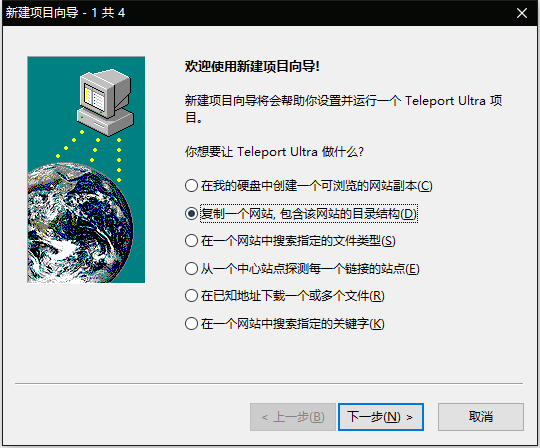 新建项目向导 - 1 共 4
欢迎使用新建项目向导!
新建项目向导将会帮助你设置并运行一个 Teleport Ultra 项
目。
你想要让 Teleport Ultra 做什么?
在我的硬盘中创建一个可浏览的网站副本(C)
复制一个网站, 包含该网站的目录结构(D)
在一个网站中搜索指定的文件类型(S)
从一个中心站点探测每一个链接的站点(E)
在已知地址下载一个或多个文件(R)
在一个网站中搜索指定的关键字(K)
< 上一步(B) 下一步(N) > 取消